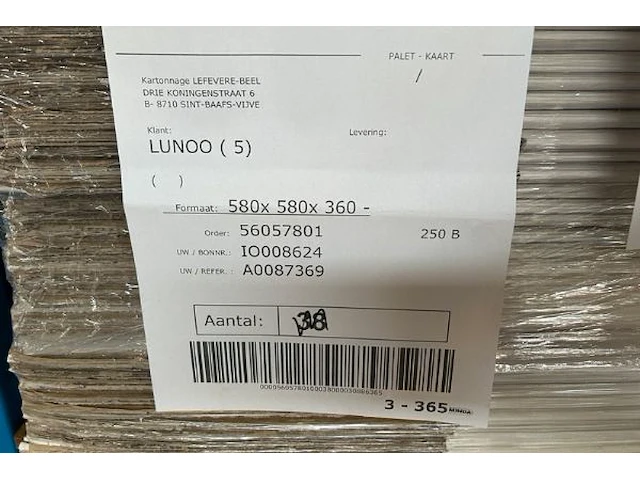 PALET - KAART
/
Kartonnage LEFEVERE-BEEL
DRIE KONINGENSTRAAT 6
B- 8710 SINT-BAAFS-VIJVE
Klant: Levering:
LUNOO ( 5)
( )
Formaat: 580x 580x 360 -
Order: 56057801 250 B
UW / BONNR.: IO008624
UW / REFER.: A0087369
Aantal:
3 - 365